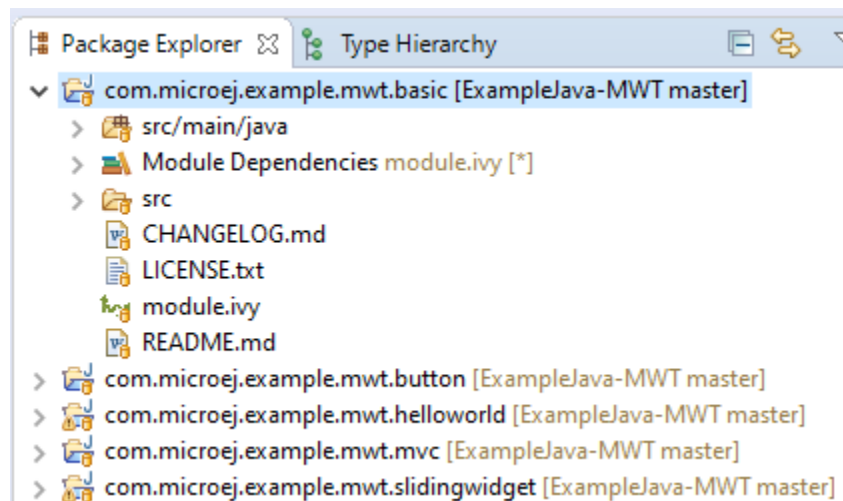 Package Explorer Type Hierarchy
com.microej.example.mwt.basic [ExampleJava-MWT master]
src/main/java
Module Dependencies module.ivy [*]
src
CHANGELOG.md
LICENSE.txt
module.ivy
README.md
com.microej.example.mwt.button [ExampleJava-MWT master]
com.microej.example.mwt.helloworld [ExampleJava-MWT master]
com.microej.example.mwt.mvc [ExampleJava-MWT master]
com.microej.example.mwt.slidingwidget [ExampleJava-MWT master]